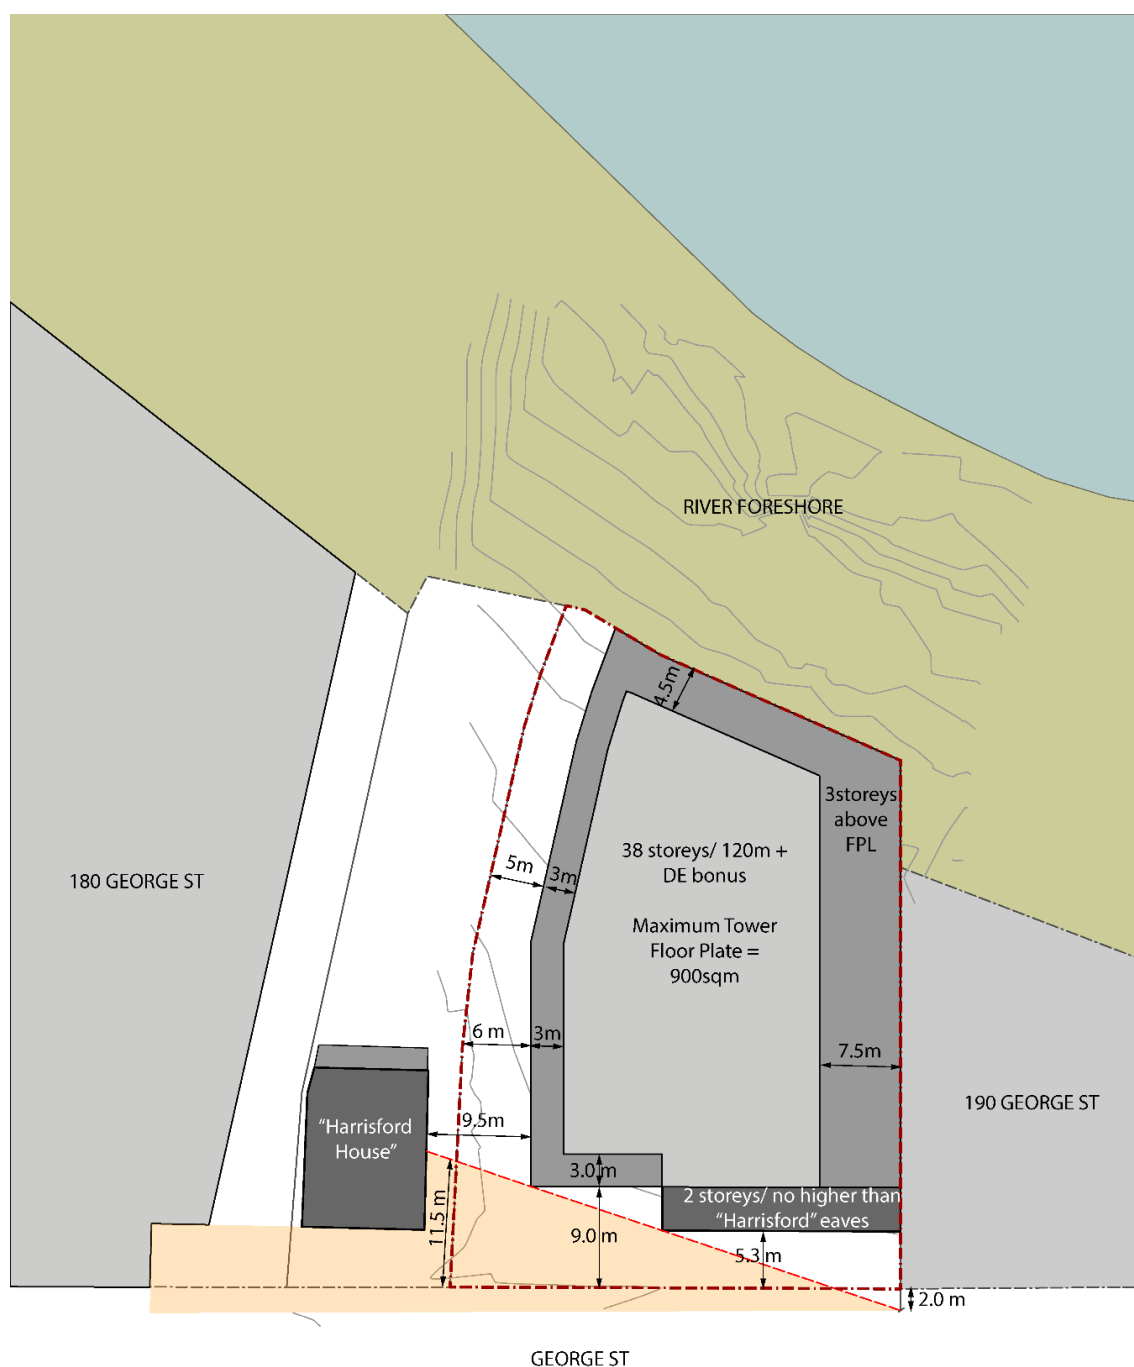 RIVER FORESHORE
4.5m
3storeys
above
FPL
38 storeys/ 120m +
DE bonus
180 GEORGE ST
5m
3m
Maximum Tower
Floor Plate =
900sqm
6 m
3m
7.5m
190 GEORGE ST
"Harrisford
House"
9.5m
3.0 m
2 storeys/ no higher than
"Harrisford" eaves
11.5 m
9.0 m
5.3 m
2.0 m
GEORGE ST